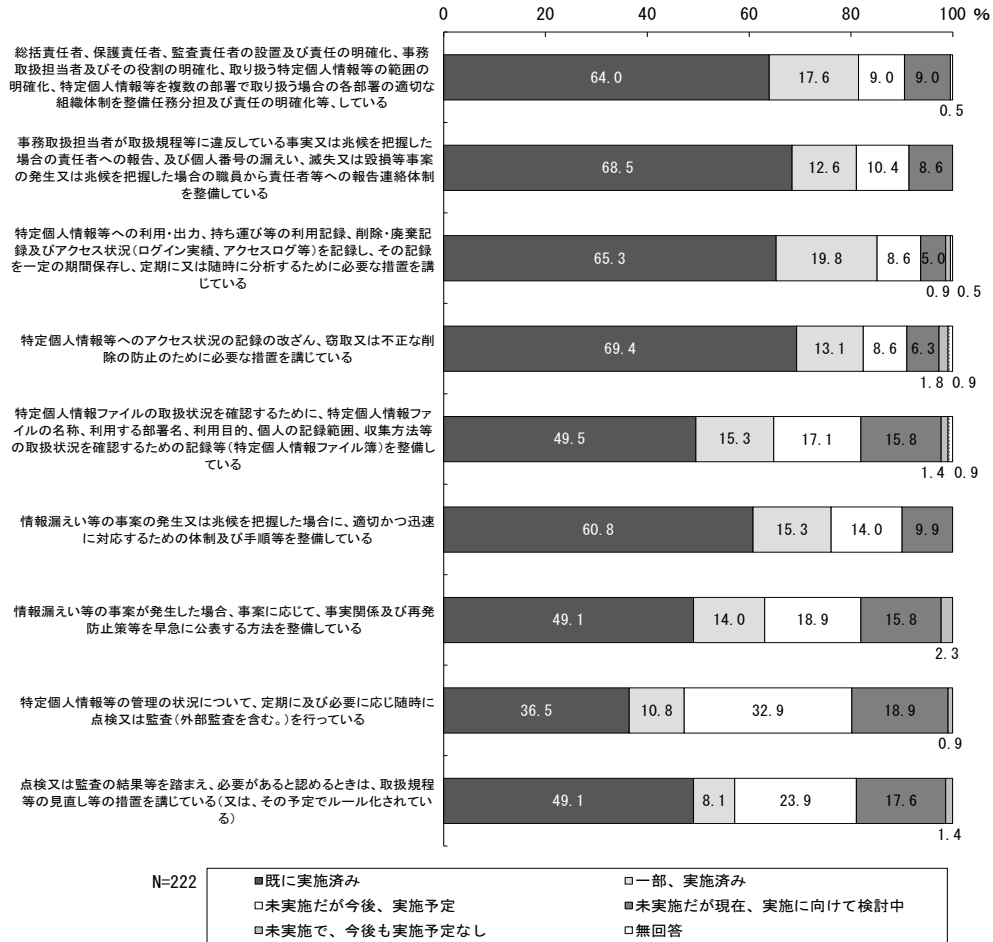 0 20 40 60 80 100 %
総括責任者、保護責任者、監査責任者の設置及び責任の明確化、事務
取扱担当者及びその役割の明確化、取り扱う特定個人情報等の範囲の
明確化、特定個人情報等を複数の部署で取り扱う場合の各部署の適切な
組織体制を整備任務分担及び責任の明確化等、している
64.0 17.6 9.0 9.0
0.5
事務取扱担当者が取扱規程等に違反している事実又は兆候を把握した
場合の責任者への報告、及び個人番号の漏えい、滅失又は毀損等事案
の発生又は兆候を把握した場合の職員から責任者等への報告連絡体制
を整備している
68.5 12.6 10.4 8.6
特定個人情報等への利用・出力、持ち運び等の利用記録、削除・廃棄記
録及びアクセス状況（ログイン実績、アクセスログ等）を記録し、その記録
を一定の期間保存し、定期に又は随時に分析するために必要な措置を講
じている
65.3 19.8 8.6 5.0
0.9 0.5
特定個人情報等へのアクセス状況の記録の改ざん、窃取又は不正な削
除の防止のために必要な措置を講じている
69.4 13.1 8.6 6.3
1.8 0.9
特定個人情報ファイルの取扱状況を確認するために、特定個人情報ファ
イルの名称、利用する部署名、利用目的、個人の記録範囲、収集方法等
の取扱状況を確認するための記録等（特定個人情報ファイル簿）を整備し
ている
49.5 15.3 17.1 15.8
1.4 0.9
情報漏えい等の事案の発生又は兆候を把握した場合に、適切かつ迅速
に対応するための体制及び手順等を整備している
60.8 15.3 14.0 9.9
情報漏えい等の事案が発生した場合、事案に応じて、事実関係及び再発
防止策等を早急に公表する方法を整備している
49.1 14.0 18.9 15.8
2.3
特定個人情報等の管理の状況について、定期に及び必要に応じ随時に
点検又は監査（外部監査を含む。）を行っている
36.5 10.8 32.9 18.9
0.9
点検又は監査の結果等を踏まえ、必要があると認めるときは、取扱規程
等の見直し等の措置を講じている（又は、その予定でルール化されてい
る）
49.1 8.1 23.9 17.6
1.4
N=222
■既に実施済み □一部、実施済み
□未実施だが今後、実施予定 ■未実施だが現在、実施に向けて検討中
■未実施で、今後も実施予定なし □無回答